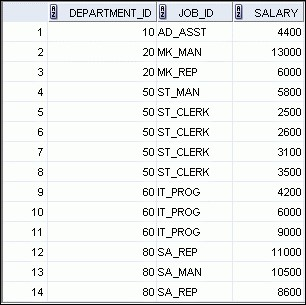 DEPARTMENT_ID JOB_ID SALARY
1 10 AD_ASST 4400
2 20 MK_MAN 13000
3 20 MK_REP 6000
4 50 ST_MAN 5800
5 50 ST_CLERK 2500
6 50 ST_CLERK 2600
7 50 ST_CLERK 3100
8 50 ST_CLERK 3500
9 60 IT_PROG 4200
10 60 IT_PROG 6000
11 60 IT_PROG 9000
12 80 SA_REP 11000
13 80 SA_MAN 10500
14 80 SA_REP 8600